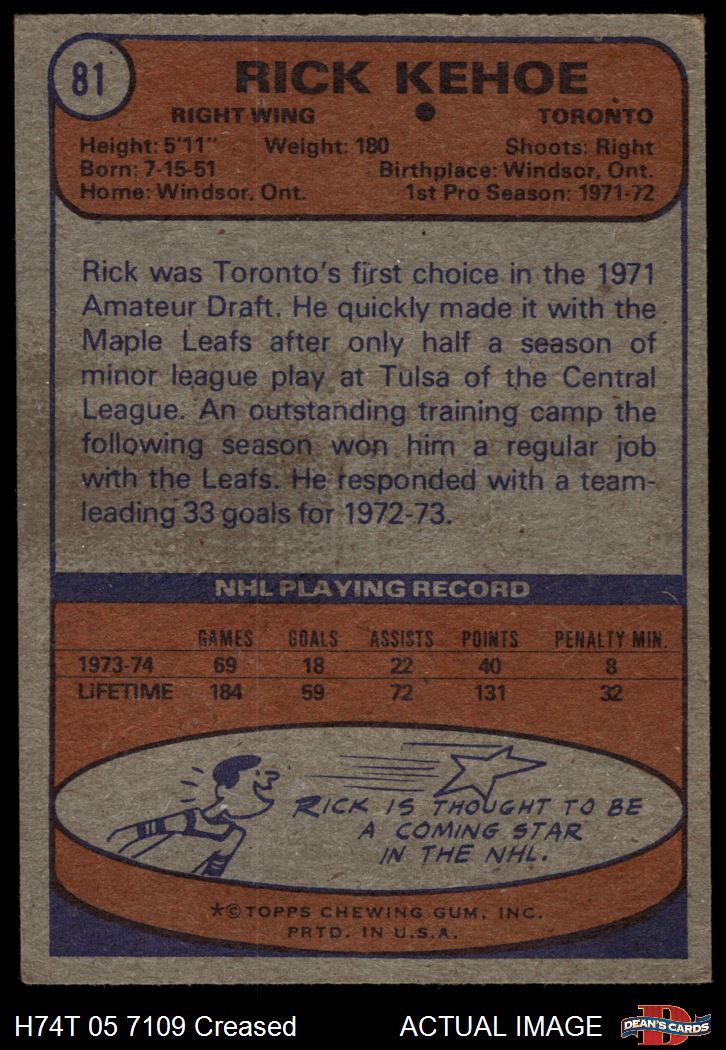 81
RICK KEHOE
RIGHT WING TORONTO
Height: 5'11" Weight: 180 Shoots: Right
Born: 7-15-51 Birthplace: Windsor, Ont.
Home: Windsor, Ont. 1st Pro Season: 1971-72
Rick was Toronto's first choice in the 1971
Amateur Draft. He quickly made it with the
Maple Leafs after only half a season of
minor league play at Tulsa of the Central
League. An outstanding training camp the
following season won him a regular job
with the Leafs. He responded with a team-
leading 33 goals for 1972-73.
NHL PLAYING RECORD
GAMES GOALS ASSISTS POINTS PENALTY MIN.
1973-74 69 18 22 40 8
LIFETIME 184 59 72 131 32
RICK IS THOUGHT TO BE
A COMING STAR
IN THE NHL.
*© TOPPS CHEWING GUM, INC.
PRTD. IN U.S.A.
H74T 05 7109 Creased ACTUAL IMAGE
D
DEAN'S CARDS